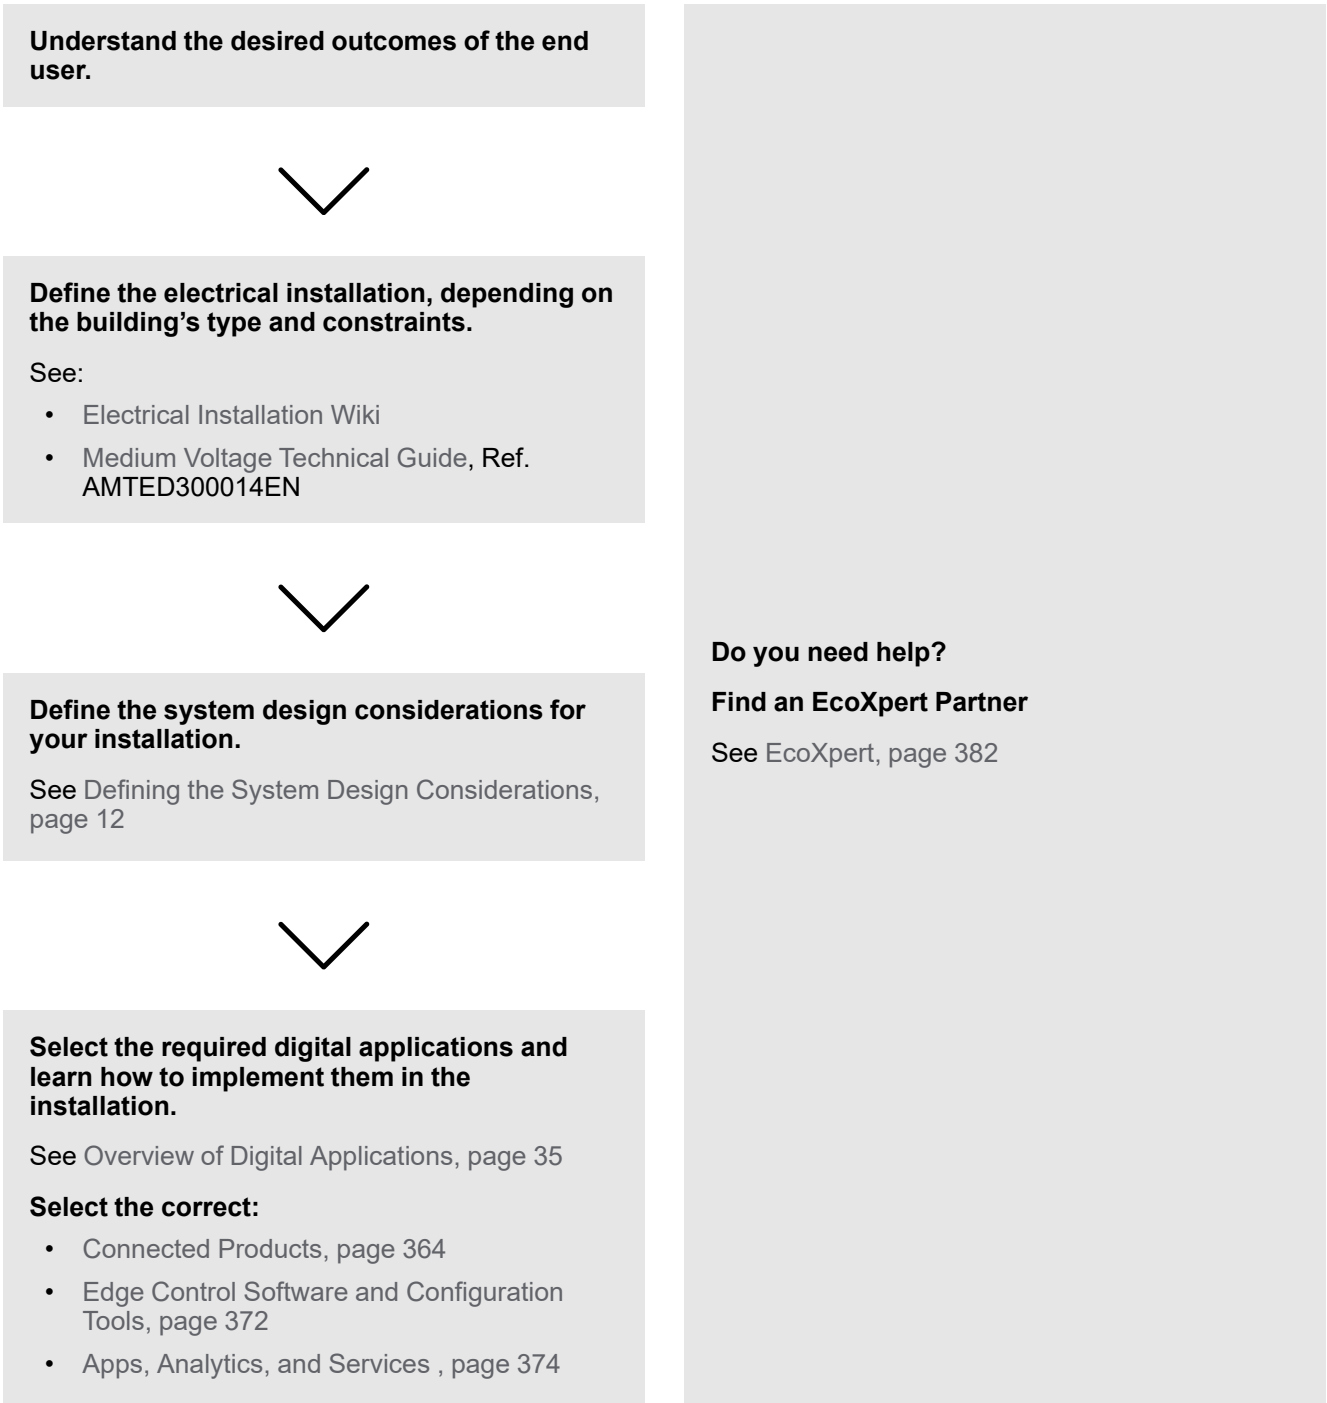 Understand the desired outcomes of the end
user.
Define the electrical installation, depending on
the building’s type and constraints.
See:
• Electrical Installation Wiki
• Medium Voltage Technical Guide, Ref.
AMTED300014EN
Define the system design considerations for
your installation.
See Defining the System Design Considerations,
page 12
Select the required digital applications and
learn how to implement them in the
installation.
See Overview of Digital Applications, page 35
Select the correct:
• Connected Products, page 364
• Edge Control Software and Configuration
Tools, page 372
• Apps, Analytics, and Services , page 374
Do you need help?
Find an EcoXpert Partner
See EcoXpert, page 382